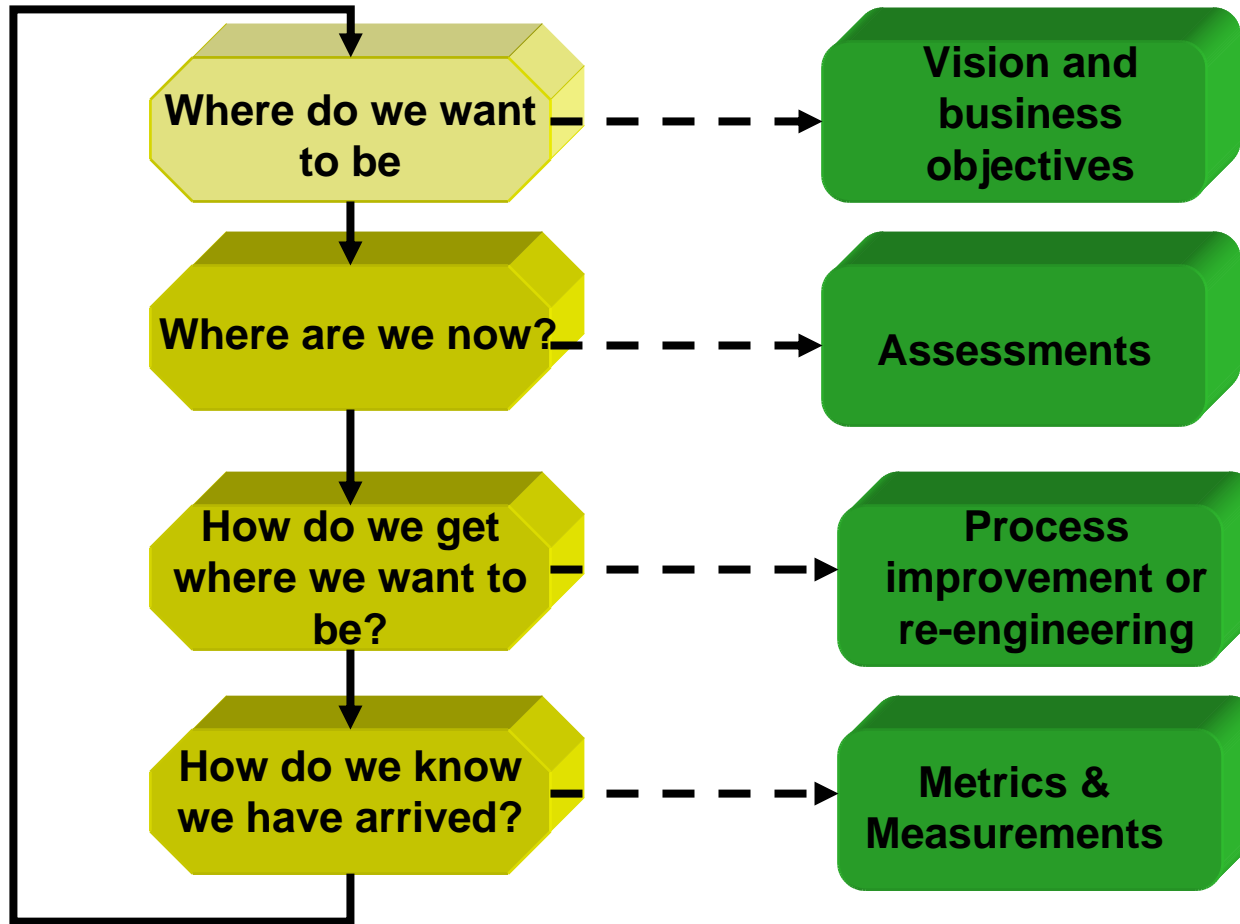 Where do we want
to be
Vision and
business
objectives
Where are we now?
Assessments
How do we get
where we want to
be?
Process
improvement or
re-engineering
How do we know
we have arrived?
Metrics &
Measurements